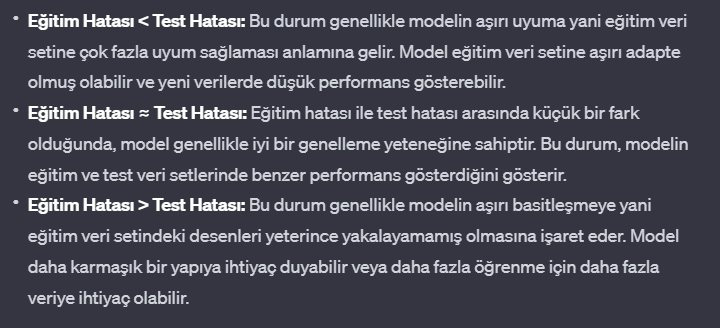 • Eğitim Hatası < Test Hatası: Bu durum genellikle modelin aşırı uyuma yani eğitim veri
setine çok fazla uyum sağlaması anlamına gelir. Model eğitim veri setine aşırı adapte
olmuş olabilir ve yeni verilerde düşük performans gösterebilir.
• Eğitim Hatası ≈ Test Hatası: Eğitim hatası ile test hatası arasında küçük bir fark
olduğunda, model genellikle iyi bir genelleme yeteneğine sahiptir. Bu durum, modelin
eğitim ve test veri setlerinde benzer performans gösterdiğini gösterir.
• Eğitim Hatası > Test Hatası: Bu durum genellikle modelin aşırı basitleşmeye yani
eğitim veri setindeki desenleri yeterince yakalayamamış olmasına işaret eder. Model
daha karmaşık bir yapıya ihtiyaç duyabilir veya daha fazla öğrenme için daha fazla
veriye ihtiyaç olabilir.